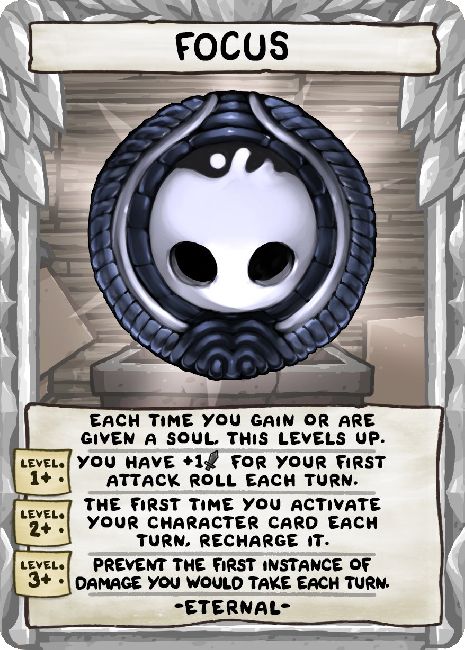 FOCUS
EACH TIME YOU GAIN OR ARE
GIVEN A SOUL, THIS LEVELS UP.
LEVEL.
1+ .
YOU HAVE +1 FOR YOUR FIRST
ATTACK ROLL EACH TURN.
LEVEL.
2+ .
THE FIRST TIME YOU ACTIVATE
YOUR CHARACTER CARD EACH
TURN, RECHARGE IT.
LEVEL.
3+ .
PREVENT THE FIRST INSTANCE OF
DAMAGE YOU WOULD TAKE EACH TURN.
-ETERNAL-